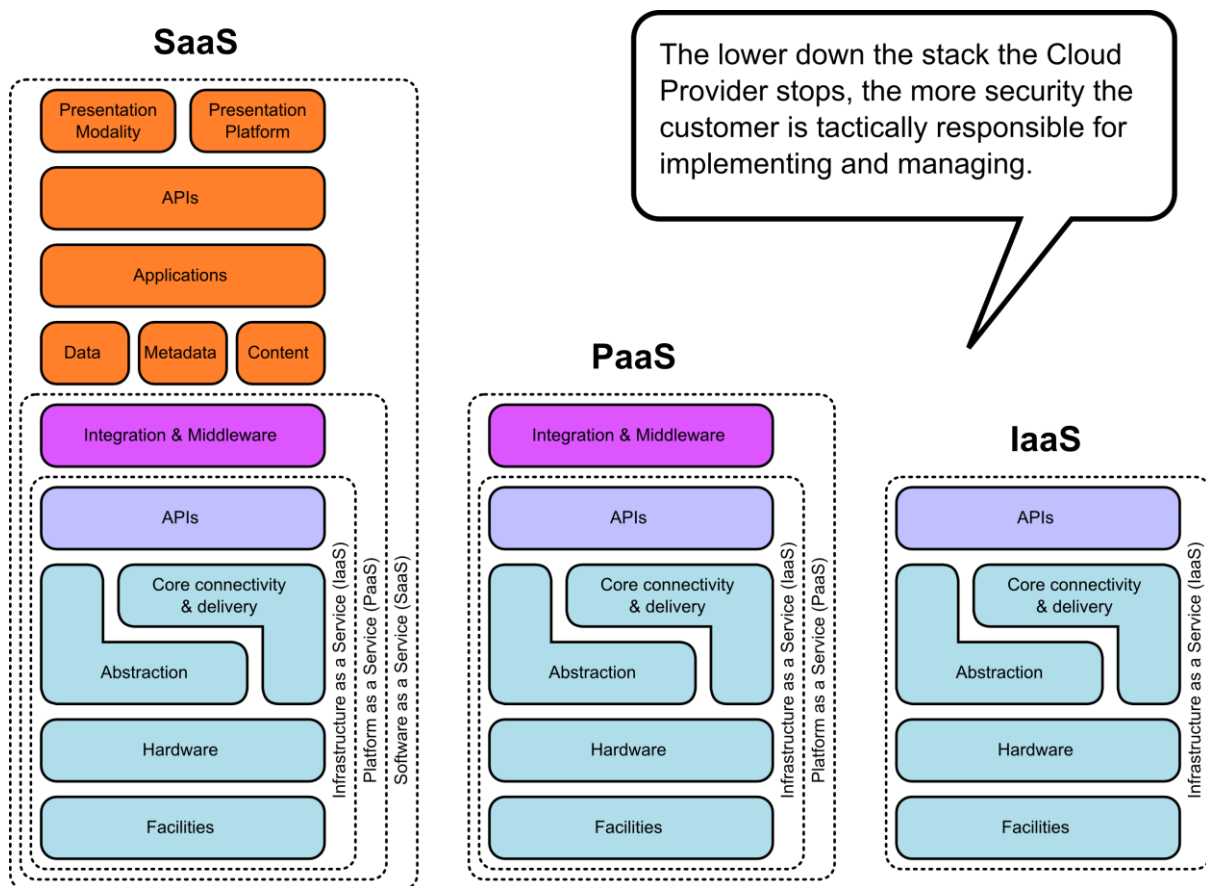 SaaS
Presentation
Modality
Presentation
Platform
APIs
Applications
Data
Metadata
Content
Integration & Middleware
APIs
Core connectivity
& delivery
Abstraction
Hardware
Facilities
Infrastructure as a Service (IaaS)
Platform as a Service (PaaS)
Software as a Service (SaaS)
The lower down the stack the Cloud
Provider stops, the more security the
customer is tactically responsible for
implementing and managing.
PaaS
Integration & Middleware
APIs
Core connectivity
& delivery
Abstraction
Hardware
Facilities
Infrastructure as a Service (IaaS)
Platform as a Service (PaaS)
IaaS
APIs
Core connectivity
& delivery
Abstraction
Hardware
Facilities
Infrastructure as a Service (IaaS)